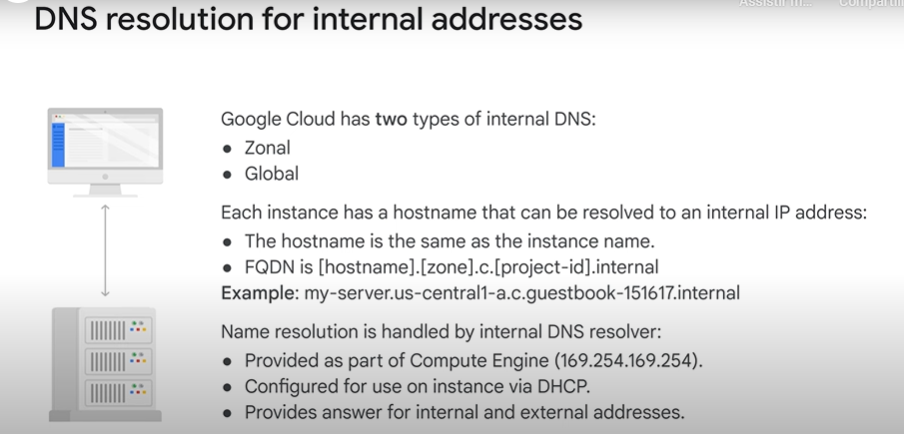 Assistir m...
Compartil
DNS resolution for internal addresses
Google Cloud has two types of internal DNS:
● Zonal
● Global
Each instance has a hostname that can be resolved to an internal IP address:
● The hostname is the same as the instance name.
● FQDN is [hostname].[zone].c.[project-id].internal
Example: my-server.us-central1-a.c.guestbook-151617.internal
Name resolution is handled by internal DNS resolver:
● Provided as part of Compute Engine (169.254.169.254).
● Configured for use on instance via DHCP.
● Provides answer for internal and external addresses.